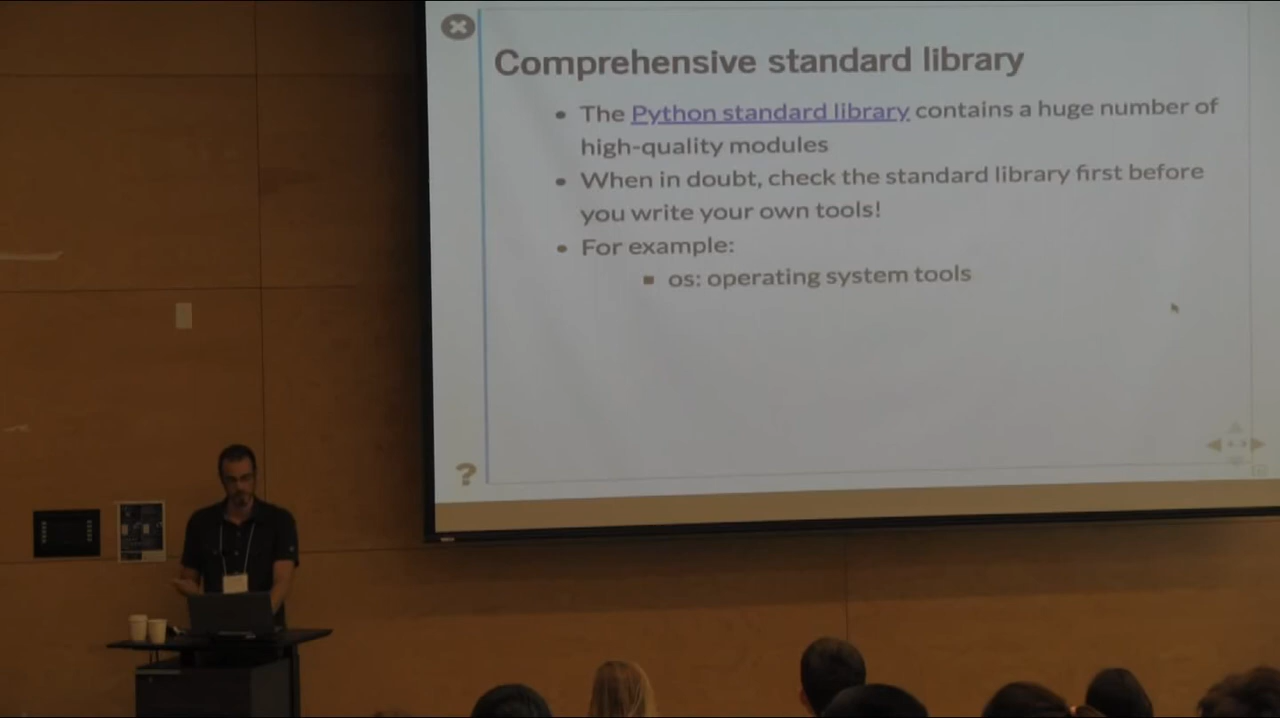 Comprehensive standard library
• The Python standard library contains a huge number of
high-quality modules
• When in doubt, check the standard library first before
you write your own tools!
• For example:
▪ os: operating system tools
?